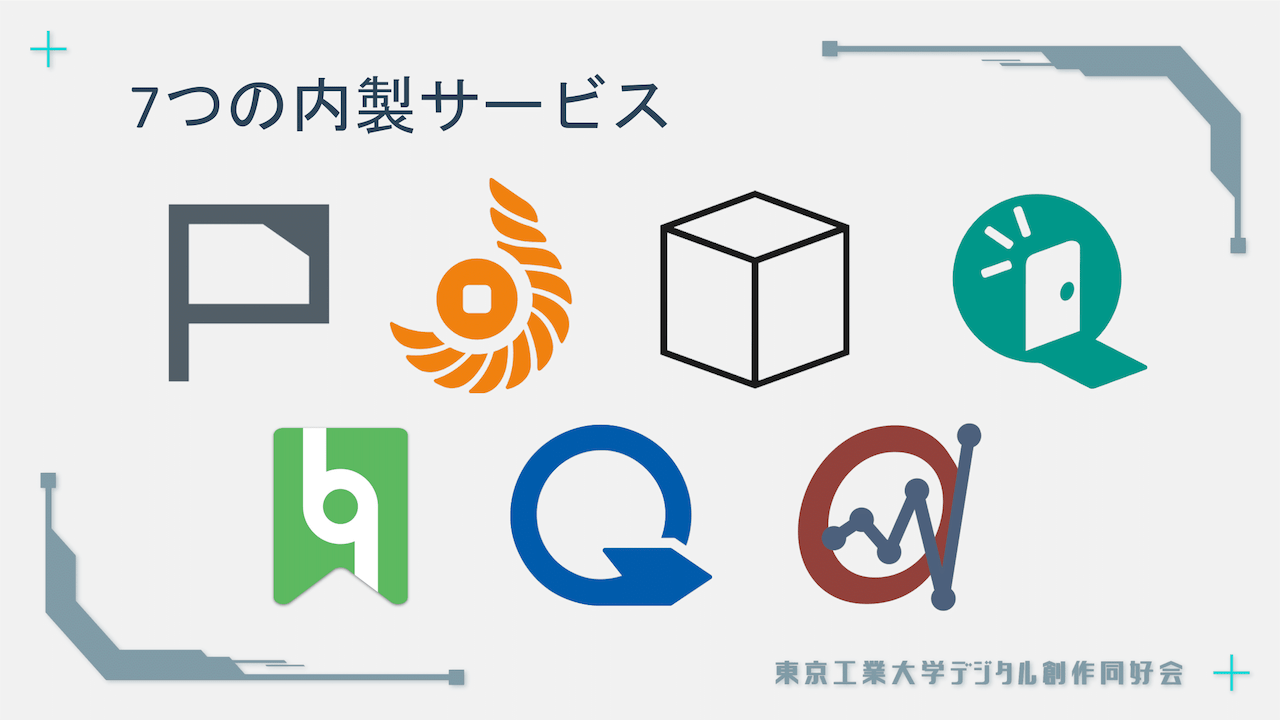 7つの内製サービス
東京工業大学デジタル創作同好会